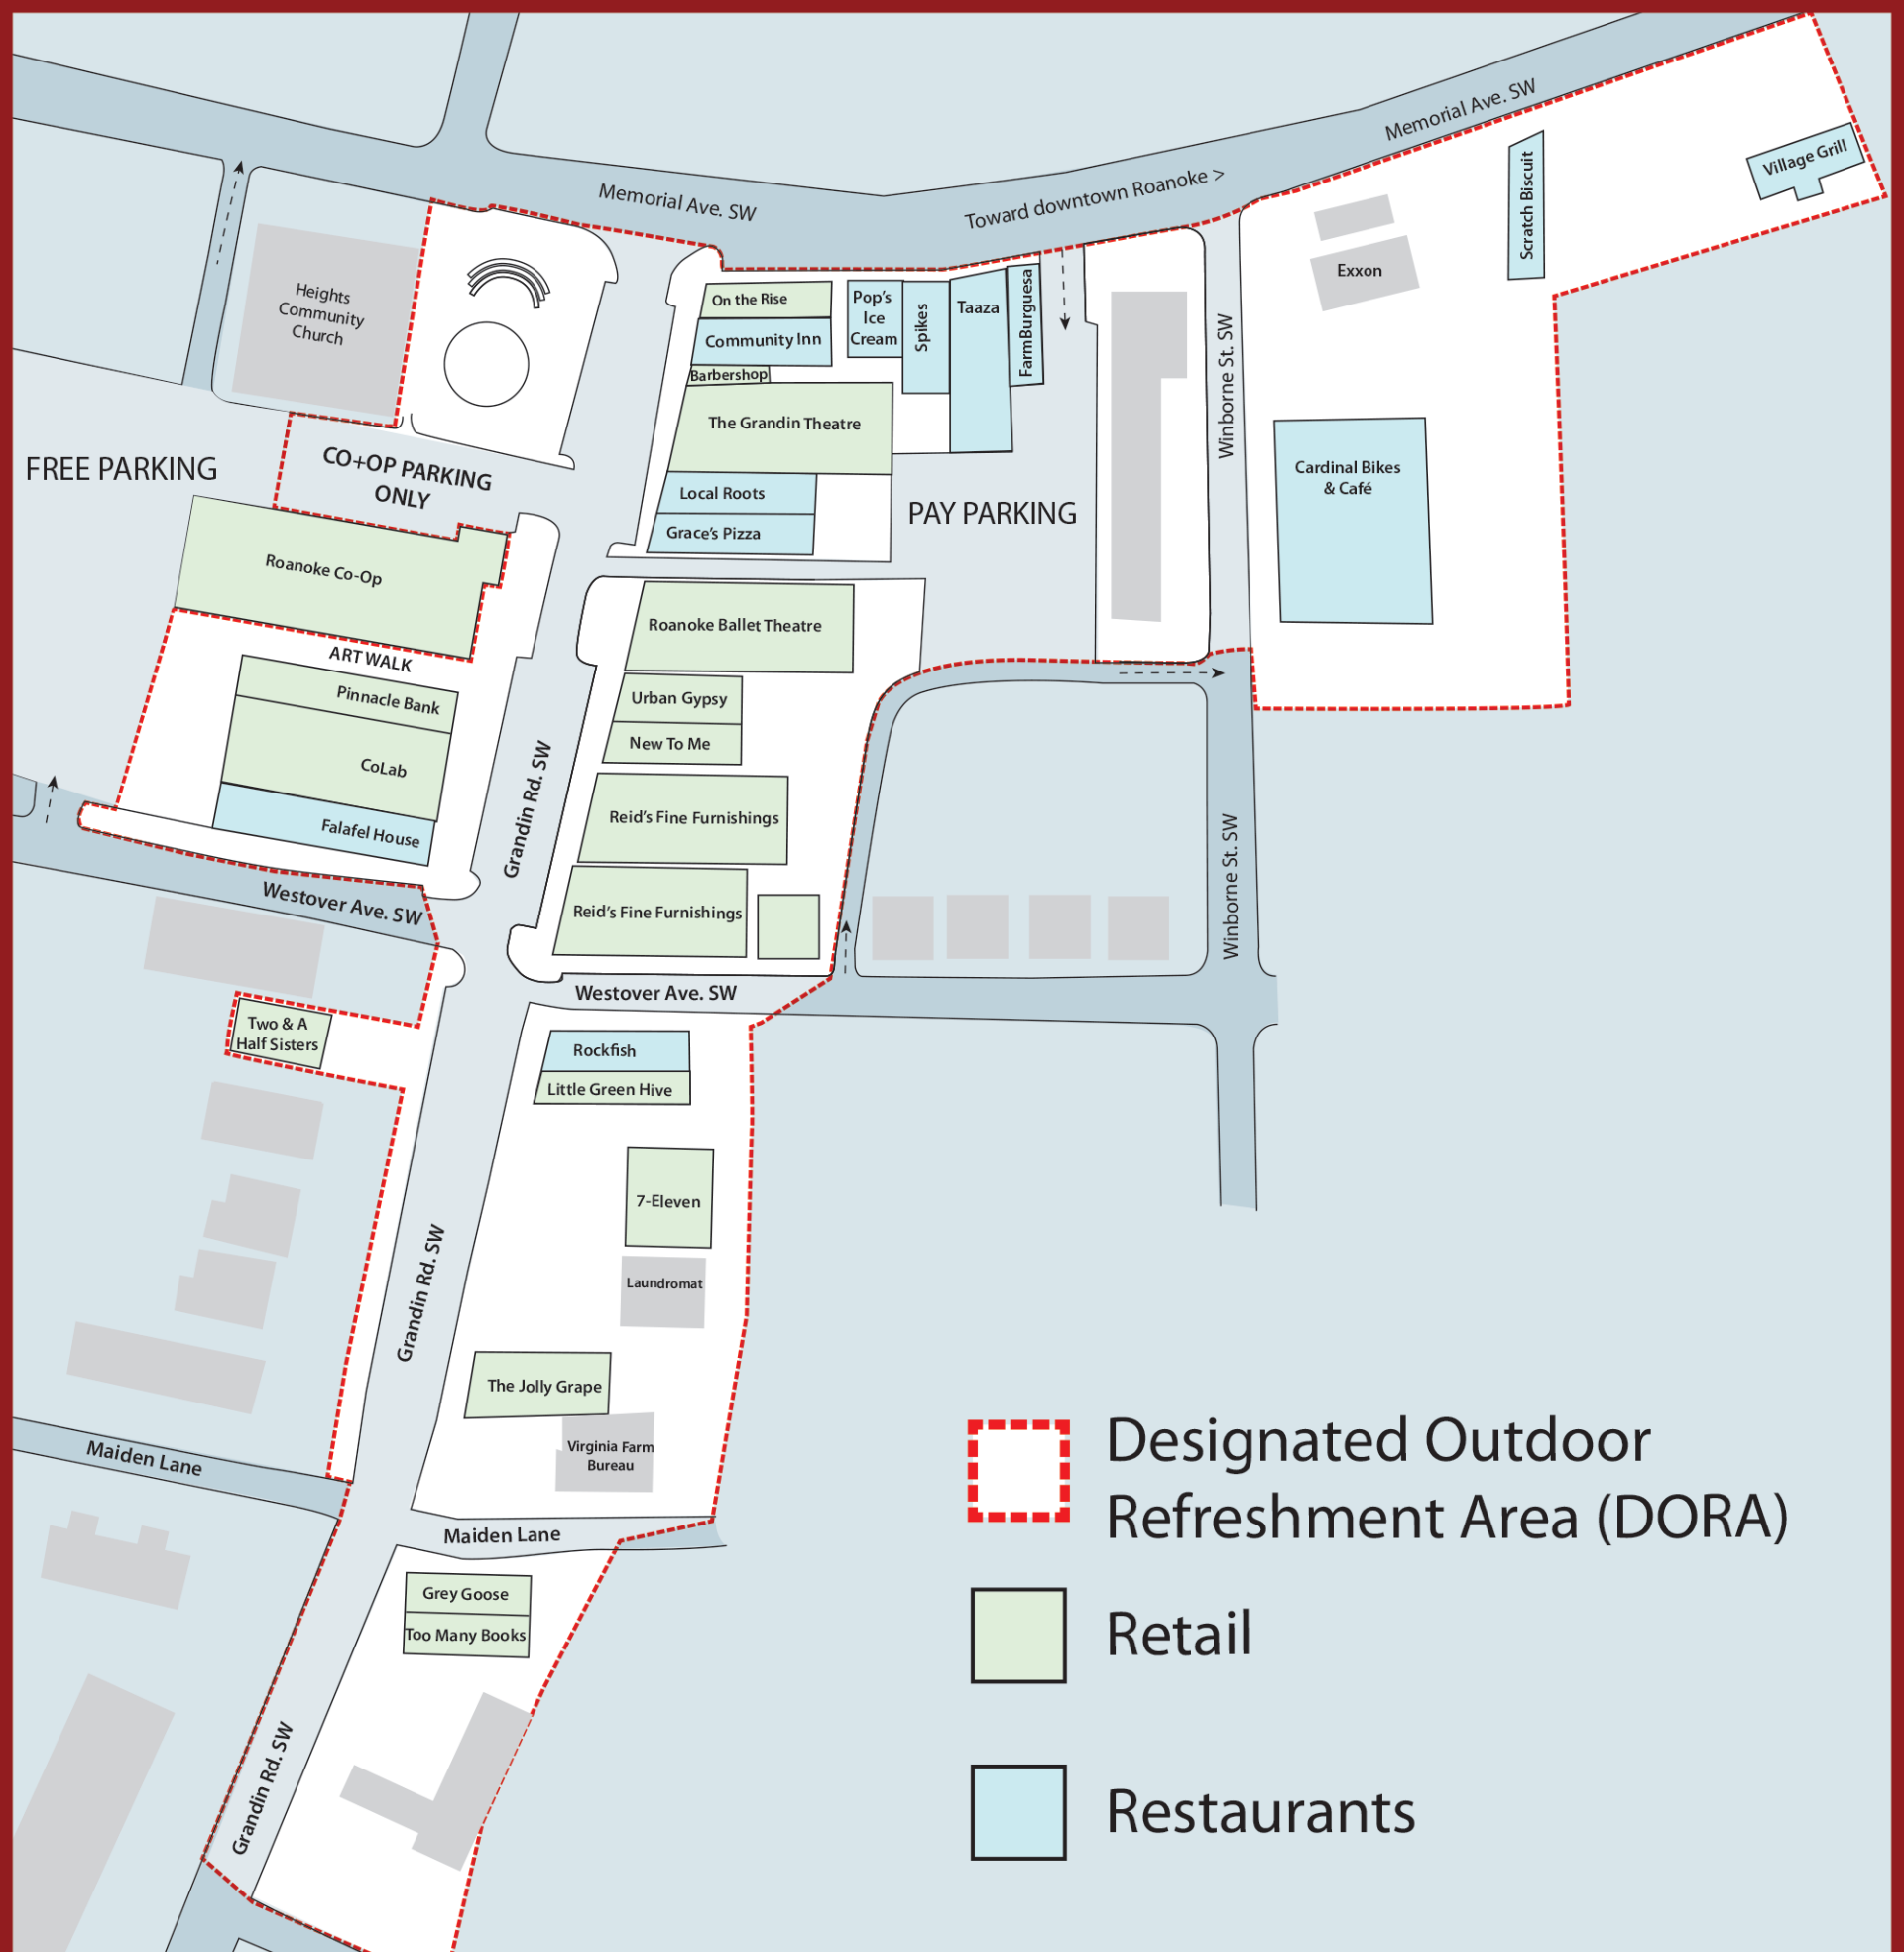 Memorial Ave. SW
Memorial Ave. SW
Toward downtown Roanoke >
Village Grill
Scratch Biscuit
Exxon
Heights
Community
Church
On the Rise
Community Inn
Barbershop
Pop's
Ice
Cream
Spikes
Taaza
FarmBurguesa
Winborne St. SW
The Grandin Theatre
FREE PARKING
CO+OP PARKING
ONLY
Local Roots
Grace's Pizza
PAY PARKING
Cardinal Bikes
& Café
Roanoke Co-Op
ART WALK
Roanoke Ballet Theatre
Pinnacle Bank
CoLab
Falafel House
Urban Gypsy
New To Me
Grandin Rd. SW
Reid's Fine Furnishings
Reid's Fine Furnishings
Winborne St. SW
Westover Ave. SW
Westover Ave. SW
Two & A
Half Sisters
Rockfish
Little Green Hive
7-Eleven
Laundromat
Grandin Rd. SW
The Jolly Grape
Virginia Farm
Bureau
Maiden Lane
Maiden Lane
Grey Goose
Too Many Books
Grandin Rd. SW
Designated Outdoor
Refreshment Area (DORA)
Retail
Restaurants